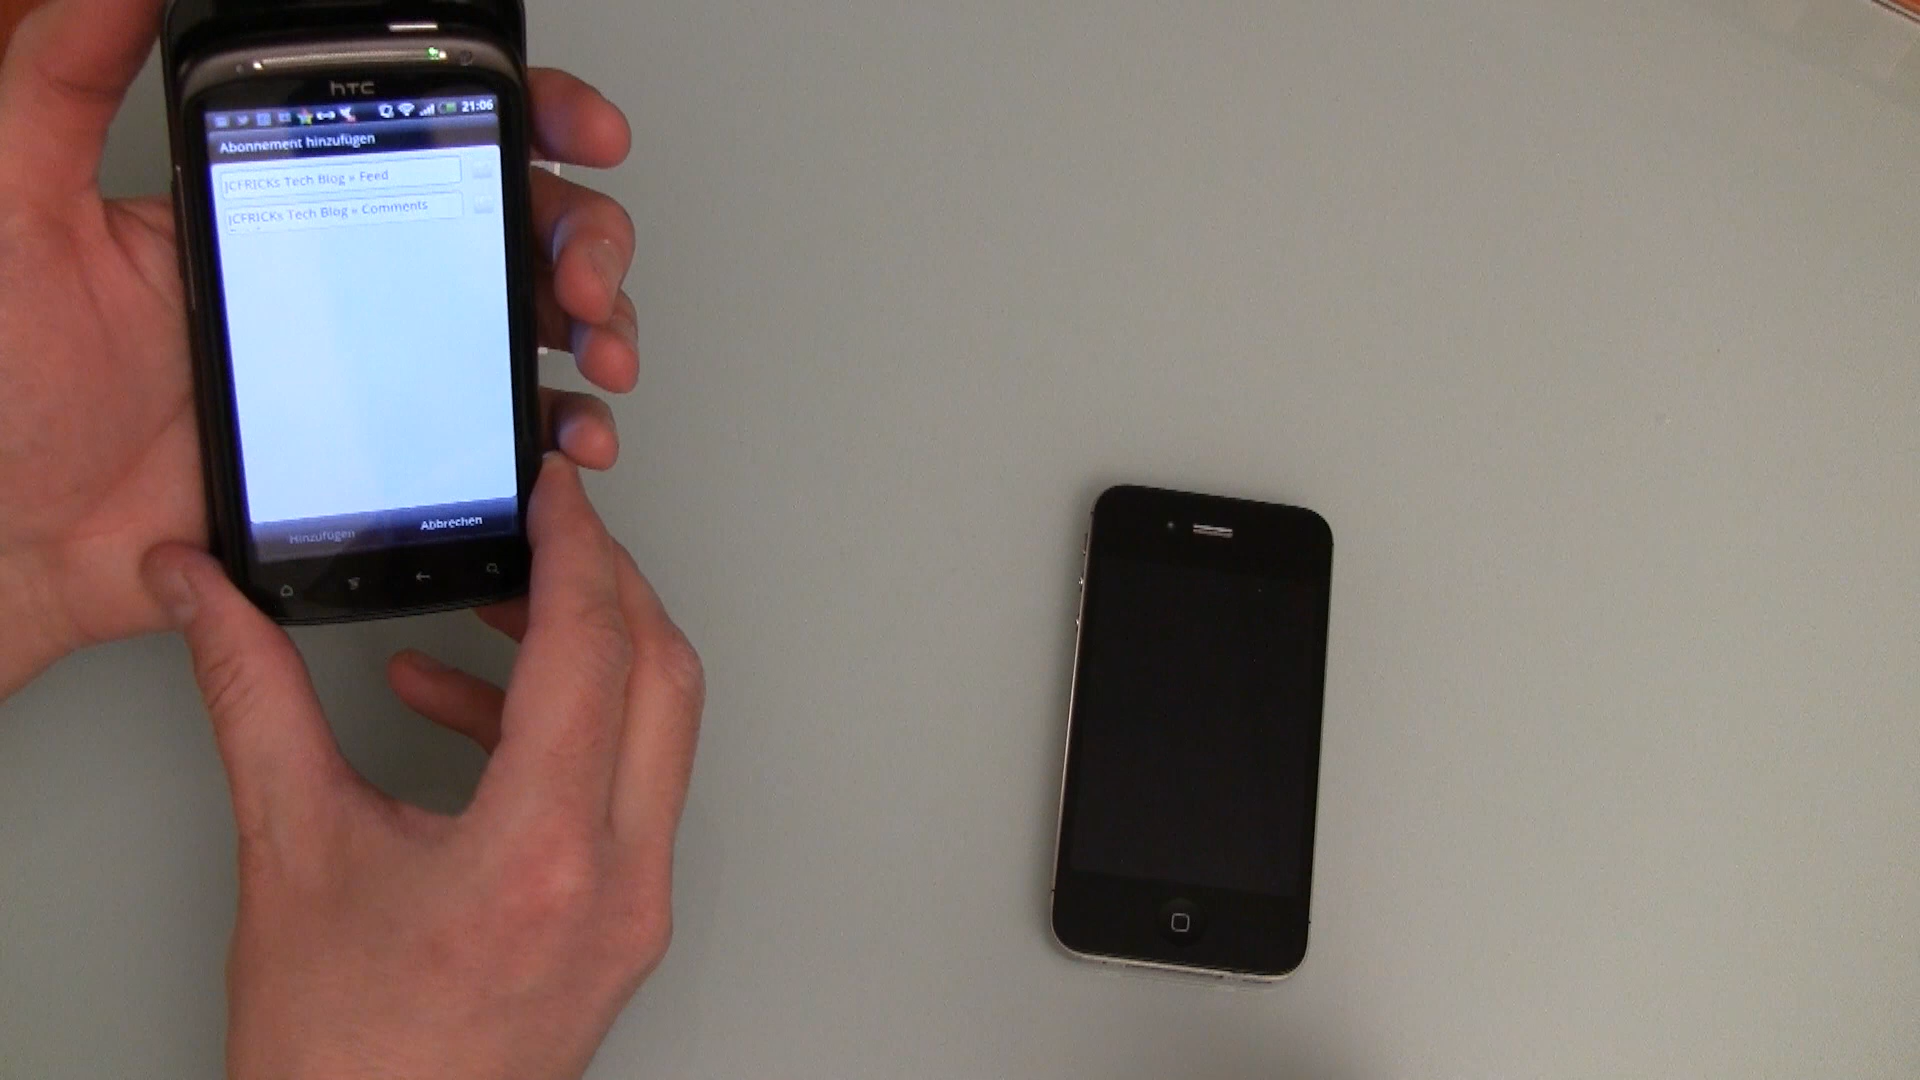 hTC
21:06
Abonnement hinzufügen
JCFRICKs Tech Blog » Feed
JCFRICKs Tech Blog » Comments
Hinzufügen
Abbrechen